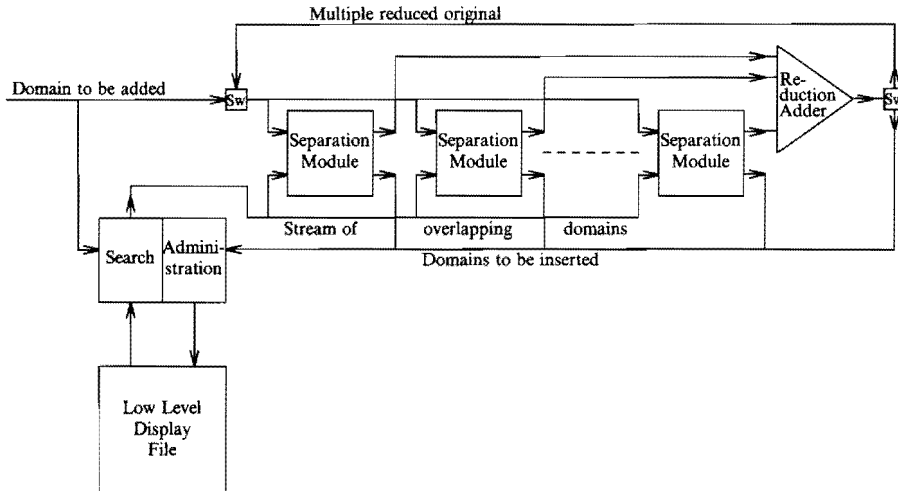 Multiple reduced original
Domain to be added
Sw
Re-
duction
Adder
Sw
Separation
Module
Separation
Module
Separation
Module
Stream of overlapping domains
Search
Admini-
stration
Domains to be inserted
Low Level
Display
File